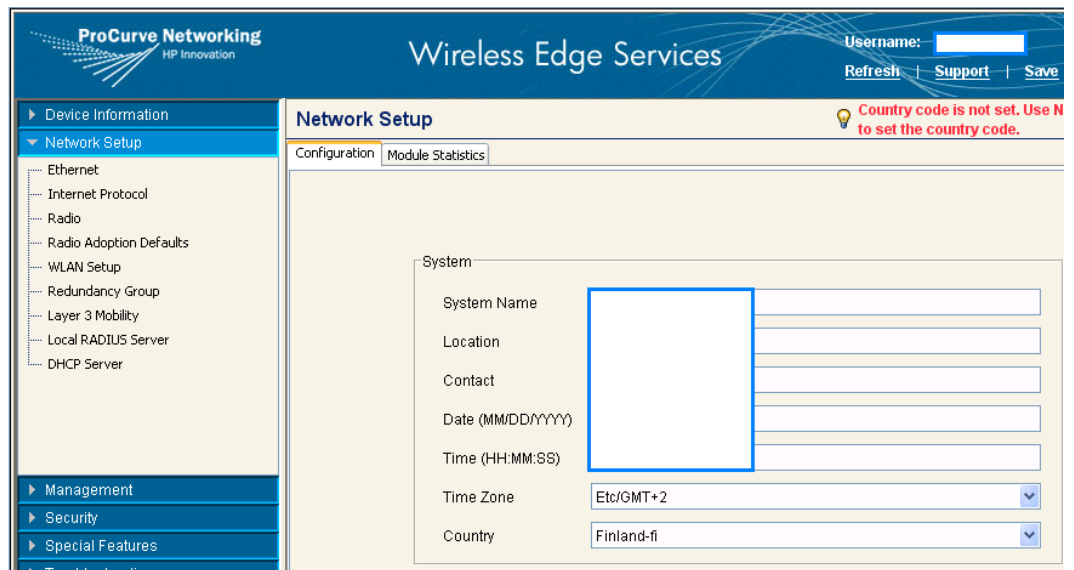 ProCurve Networking
HP Innovation
Wireless Edge Services
Username:
Refresh | Support | Save
Device Information
Network Setup
Ethernet
Internet Protocol
Radio
Radio Adoption Defaults
WLAN Setup
Redundancy Group
Layer 3 Mobility
Local RADIUS Server
DHCP Server
Management
Security
Special Features
Network Setup
Country code is not set. Use N
to set the country code.
Configuration Module Statistics
System
System Name
Location
Contact
Date (MM/DD/YYYY)
Time (HH:MM:SS)
Time Zone Etc/GMT+2
Country Finland-fi